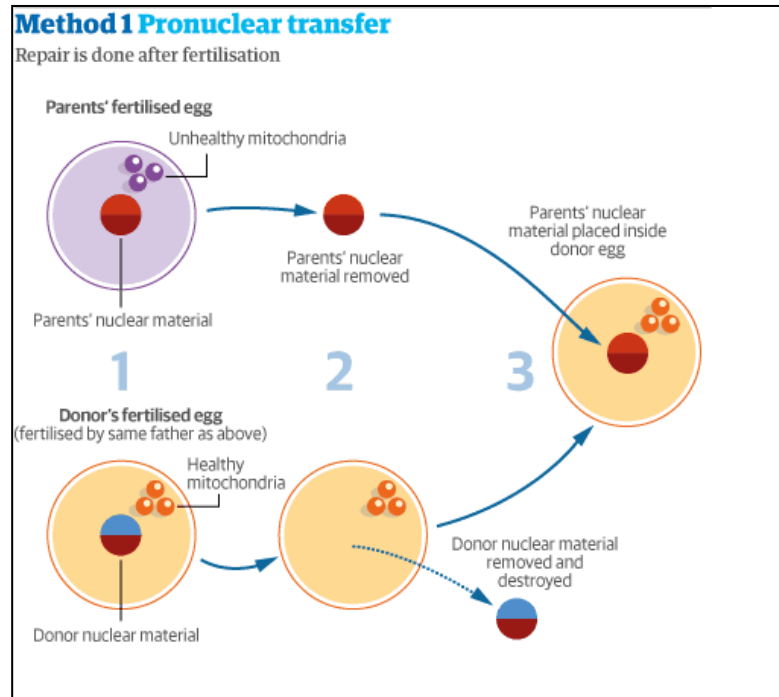 Method 1 Pronuclear transfer
Repair is done after fertilisation
Parents' fertilised egg
Unhealthy mitochondria
Parents' nuclear material
Parents' nuclear
material removed
Parents' nuclear
material placed inside
donor egg
1
2
3
Donor's fertilised egg
(fertilised by same father as above)
Healthy
mitochondria
Donor nuclear material
Donor nuclear material
removed and
destroyed